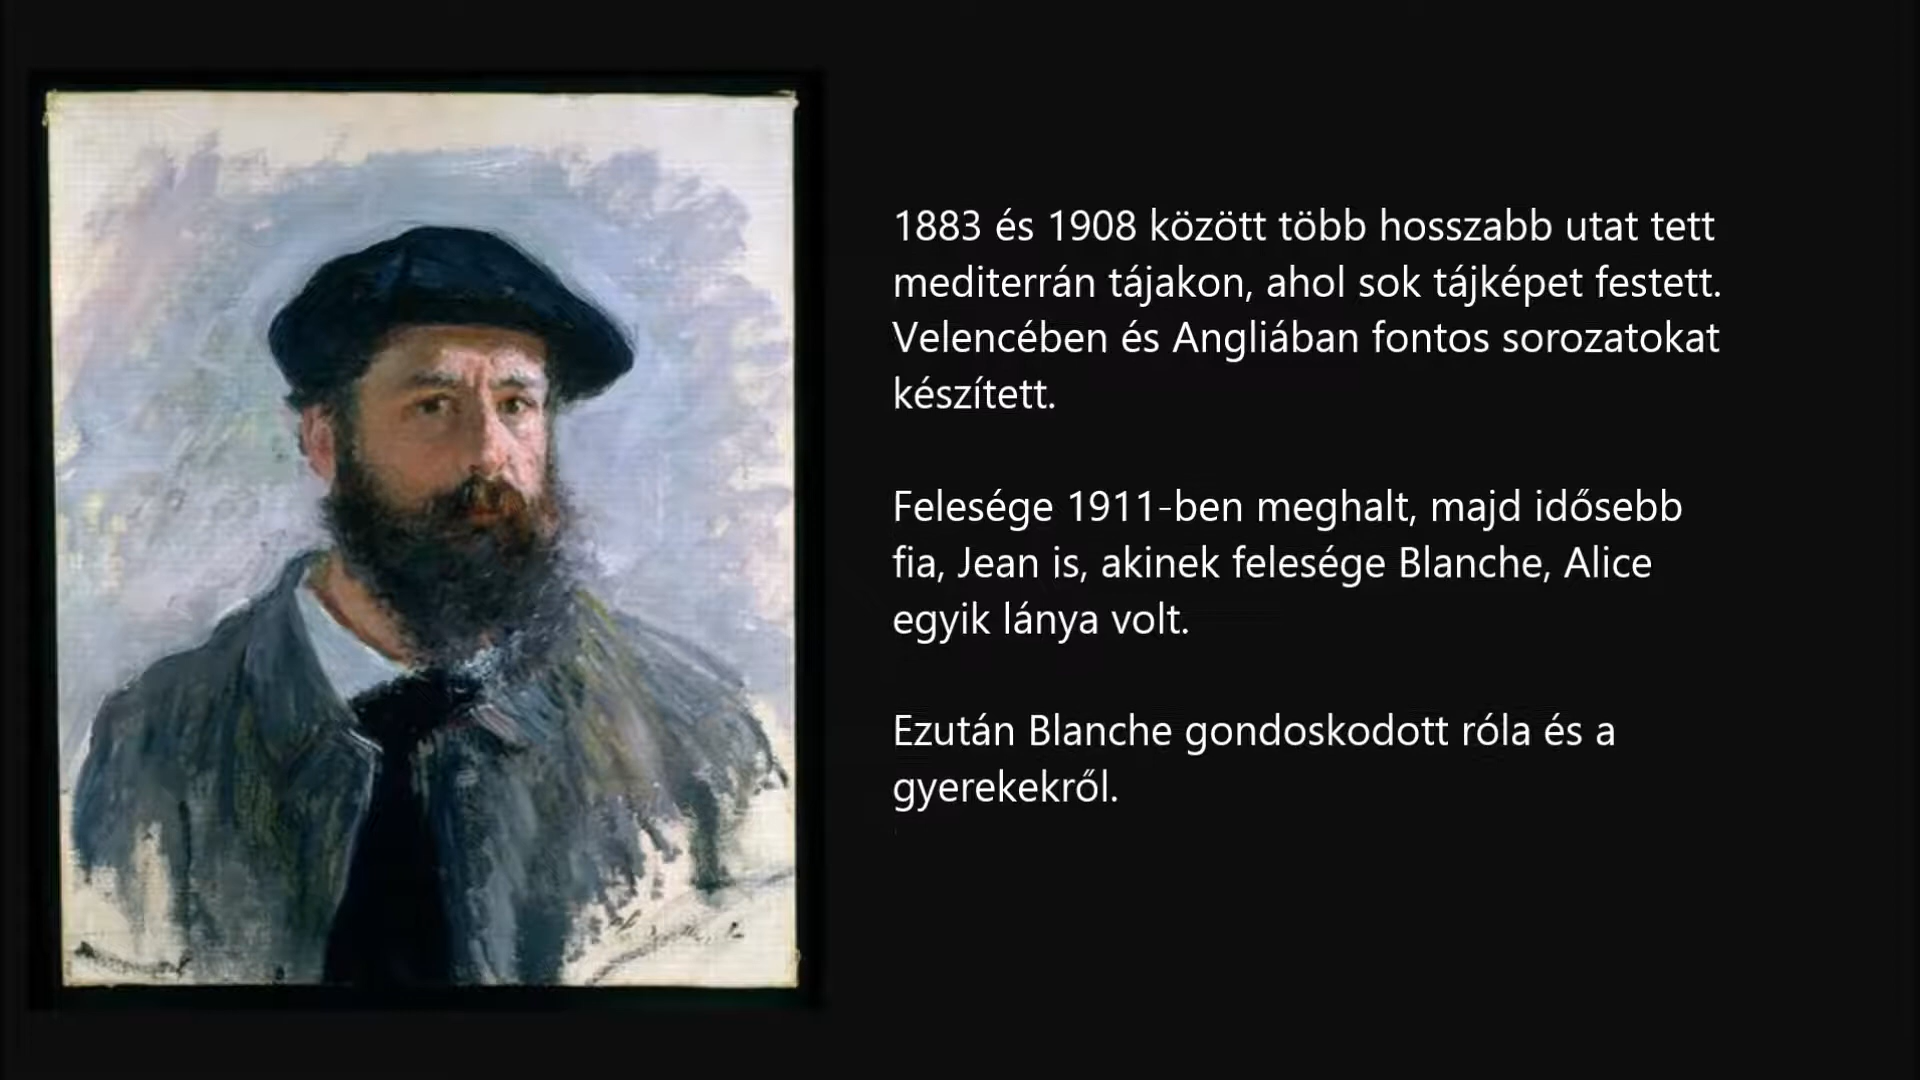 1883 és 1908 között több hosszabb utat tett
mediterrán tájakon, ahol sok tájképet festett.
Velencében és Angliában fontos sorozatokat
készített.
Felesége 1911-ben meghalt, majd idősebb
fia, Jean is, akinek felesége Blanche, Alice
egyik lánya volt.
Ezután Blanche gondoskodott róla és a
gyerekekről.